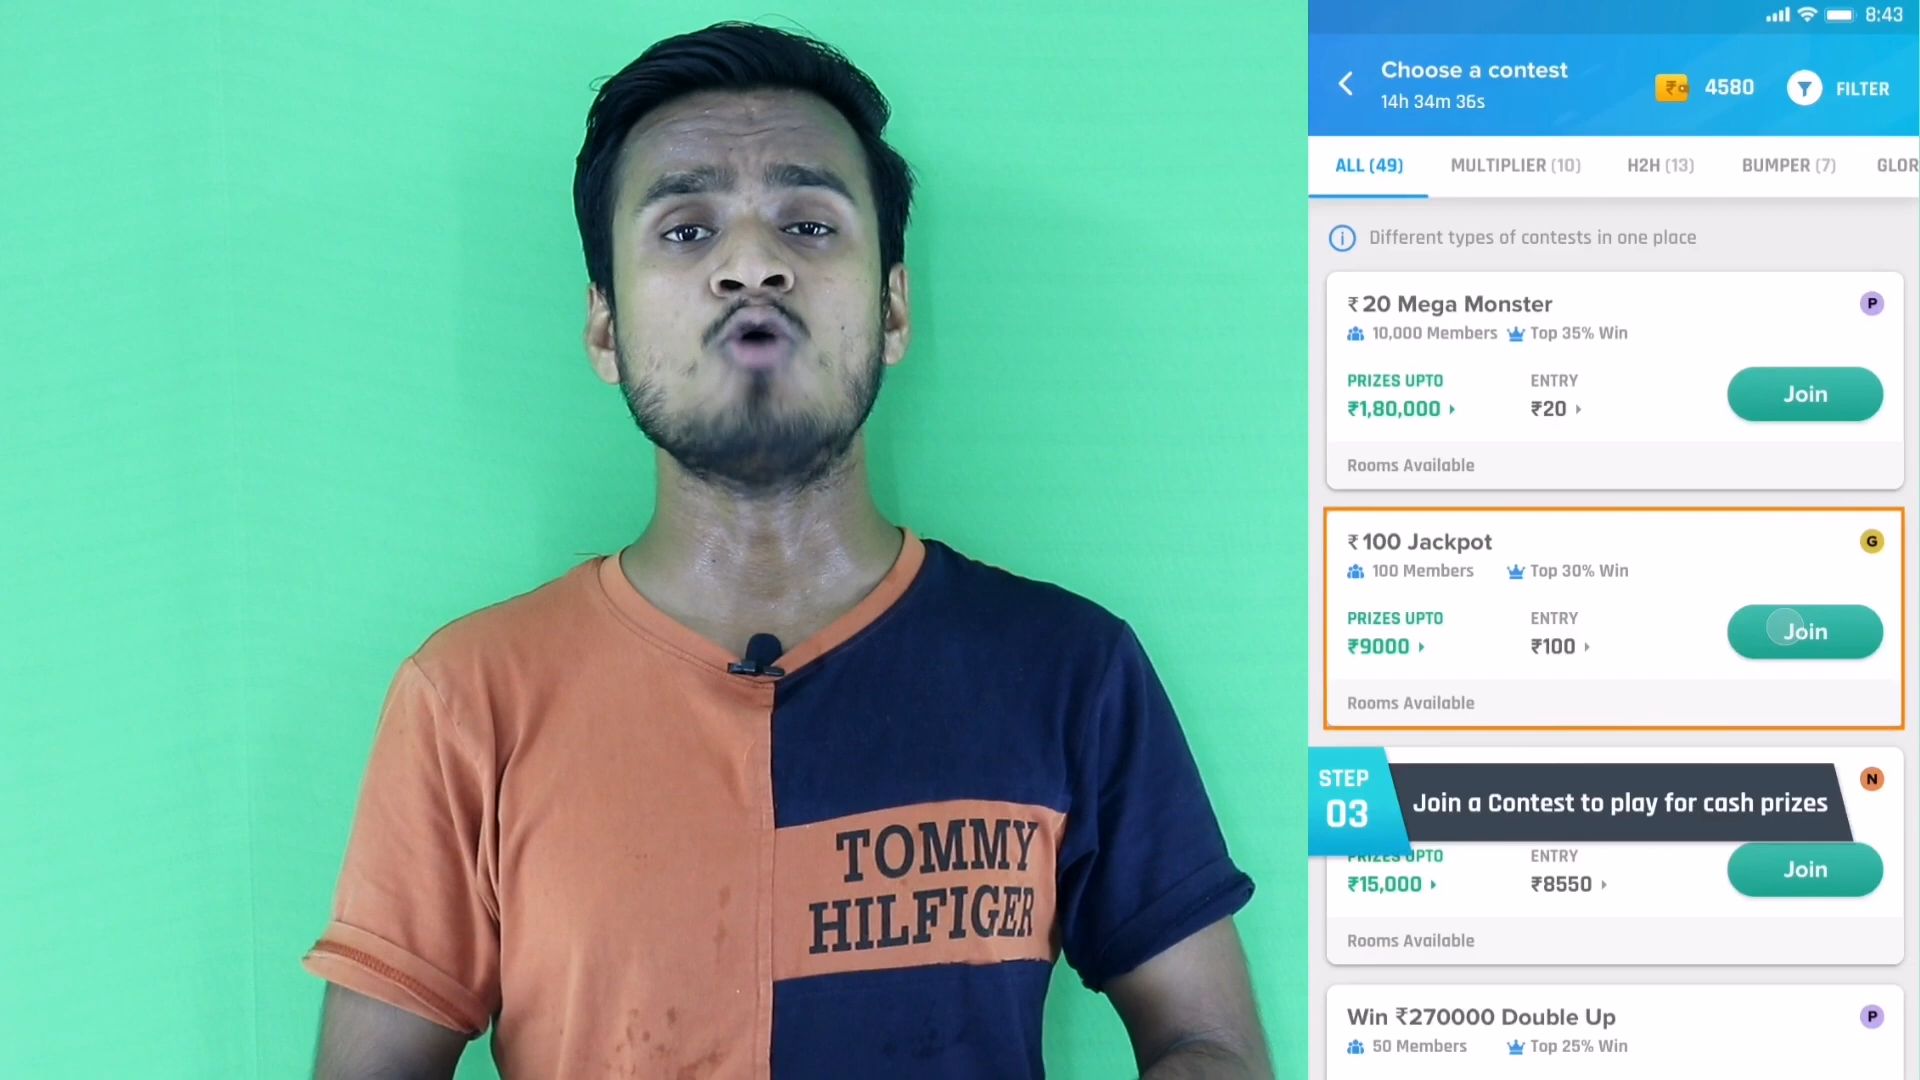 TOMMY
HILFIGER
8:43
Choose a contest
14h 34m 36s
4580
FILTER
ALL (49)
MULTIPLIER (10)
H2H (13)
BUMPER (7)
GLOR
Different types of contests in one place
₹20 Mega Monster
P
10,000 Members
Top 35% Win
PRIZES UPTO
ENTRY
₹1,80,000
₹20
Join
Rooms Available
₹100 Jackpot
G
100 Members
Top 30% Win
PRIZES UPTO
ENTRY
₹9000
₹100
Join
Rooms Available
N
STEP
03
Join a Contest to play for cash prizes
PRIZES UPTO
ENTRY
₹15,000
₹8550
Join
Rooms Available
Win ₹270000 Double Up
P
50 Members
Top 25% Win